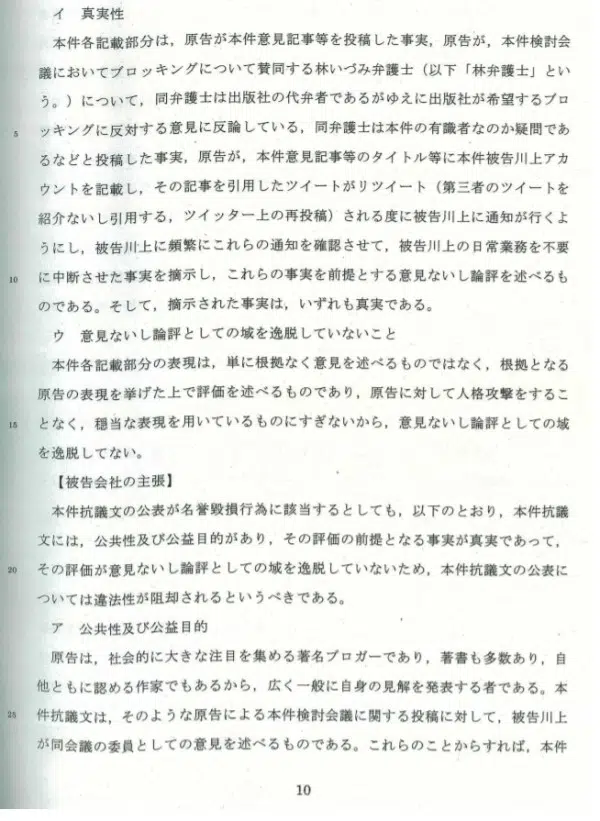 イ 真実性
本件各記載部分は，原告が本件意見記事等を投稿した事実，原告が，本件検討会
議においてブロッキングについて賛同する林いづみ弁護士（以下「林弁護士」とい
う。）について，同弁護士は出版社の代弁者であるがゆえに出版社が希望するブロ
5 ッキングに反対する意見に反論している，同弁護士は本件の有識者なのか疑問であ
るなどと投稿した事実，原告が，本件意見記事等のタイトル等に本件被告川上アカ
ウントを記載し，その記事を引用したツイートがリツイート（第三者のツイートを
紹介ないし引用する，ツイッター上の再投稿）される度に被告川上に通知が行くよ
うにし，被告川上に頻繁にこれらの通知を確認させて，被告川上の日常業務を不要
10 に中断させた事実を摘示し，これらの事実を前提とする意見ないし論評を述べるも
のである。そして，摘示された事実は，いずれも真実である。
ウ 意見ないし論評としての域を逸脱していないこと
本件各記載部分の表現は，単に根拠なく意見を述べるものではなく，根拠となる
原告の表現を挙げた上で評価を述べるものであり，原告に対して人格攻撃をするこ
15 となく，穏当な表現を用いているものにすぎないから，意見ないし論評としての域
を逸脱してない。
【被告会社の主張】
本件抗議文の公表が名誉毀損行為に該当するとしても，以下のとおり，本件抗議
文には，公共性及び公益目的があり，その評価の前提となる事実が真実であって，
20 その評価が意見ないし論評としての域を逸脱していないため，本件抗議文の公表に
ついては違法性が阻却されるというべきである。
ア 公共性及び公益目的
原告は，社会的に大きな注目を集める著名ブロガーであり，著書も多数あり，自
他ともに認める作家でもあるから，広く一般に自身の見解を発表する者である。本
25 件抗議文は，そのような原告による本件検討会議に関する投稿に対して，被告川上
が同会議の委員としての意見を述べるものである。これらのことからすれば，本件
10